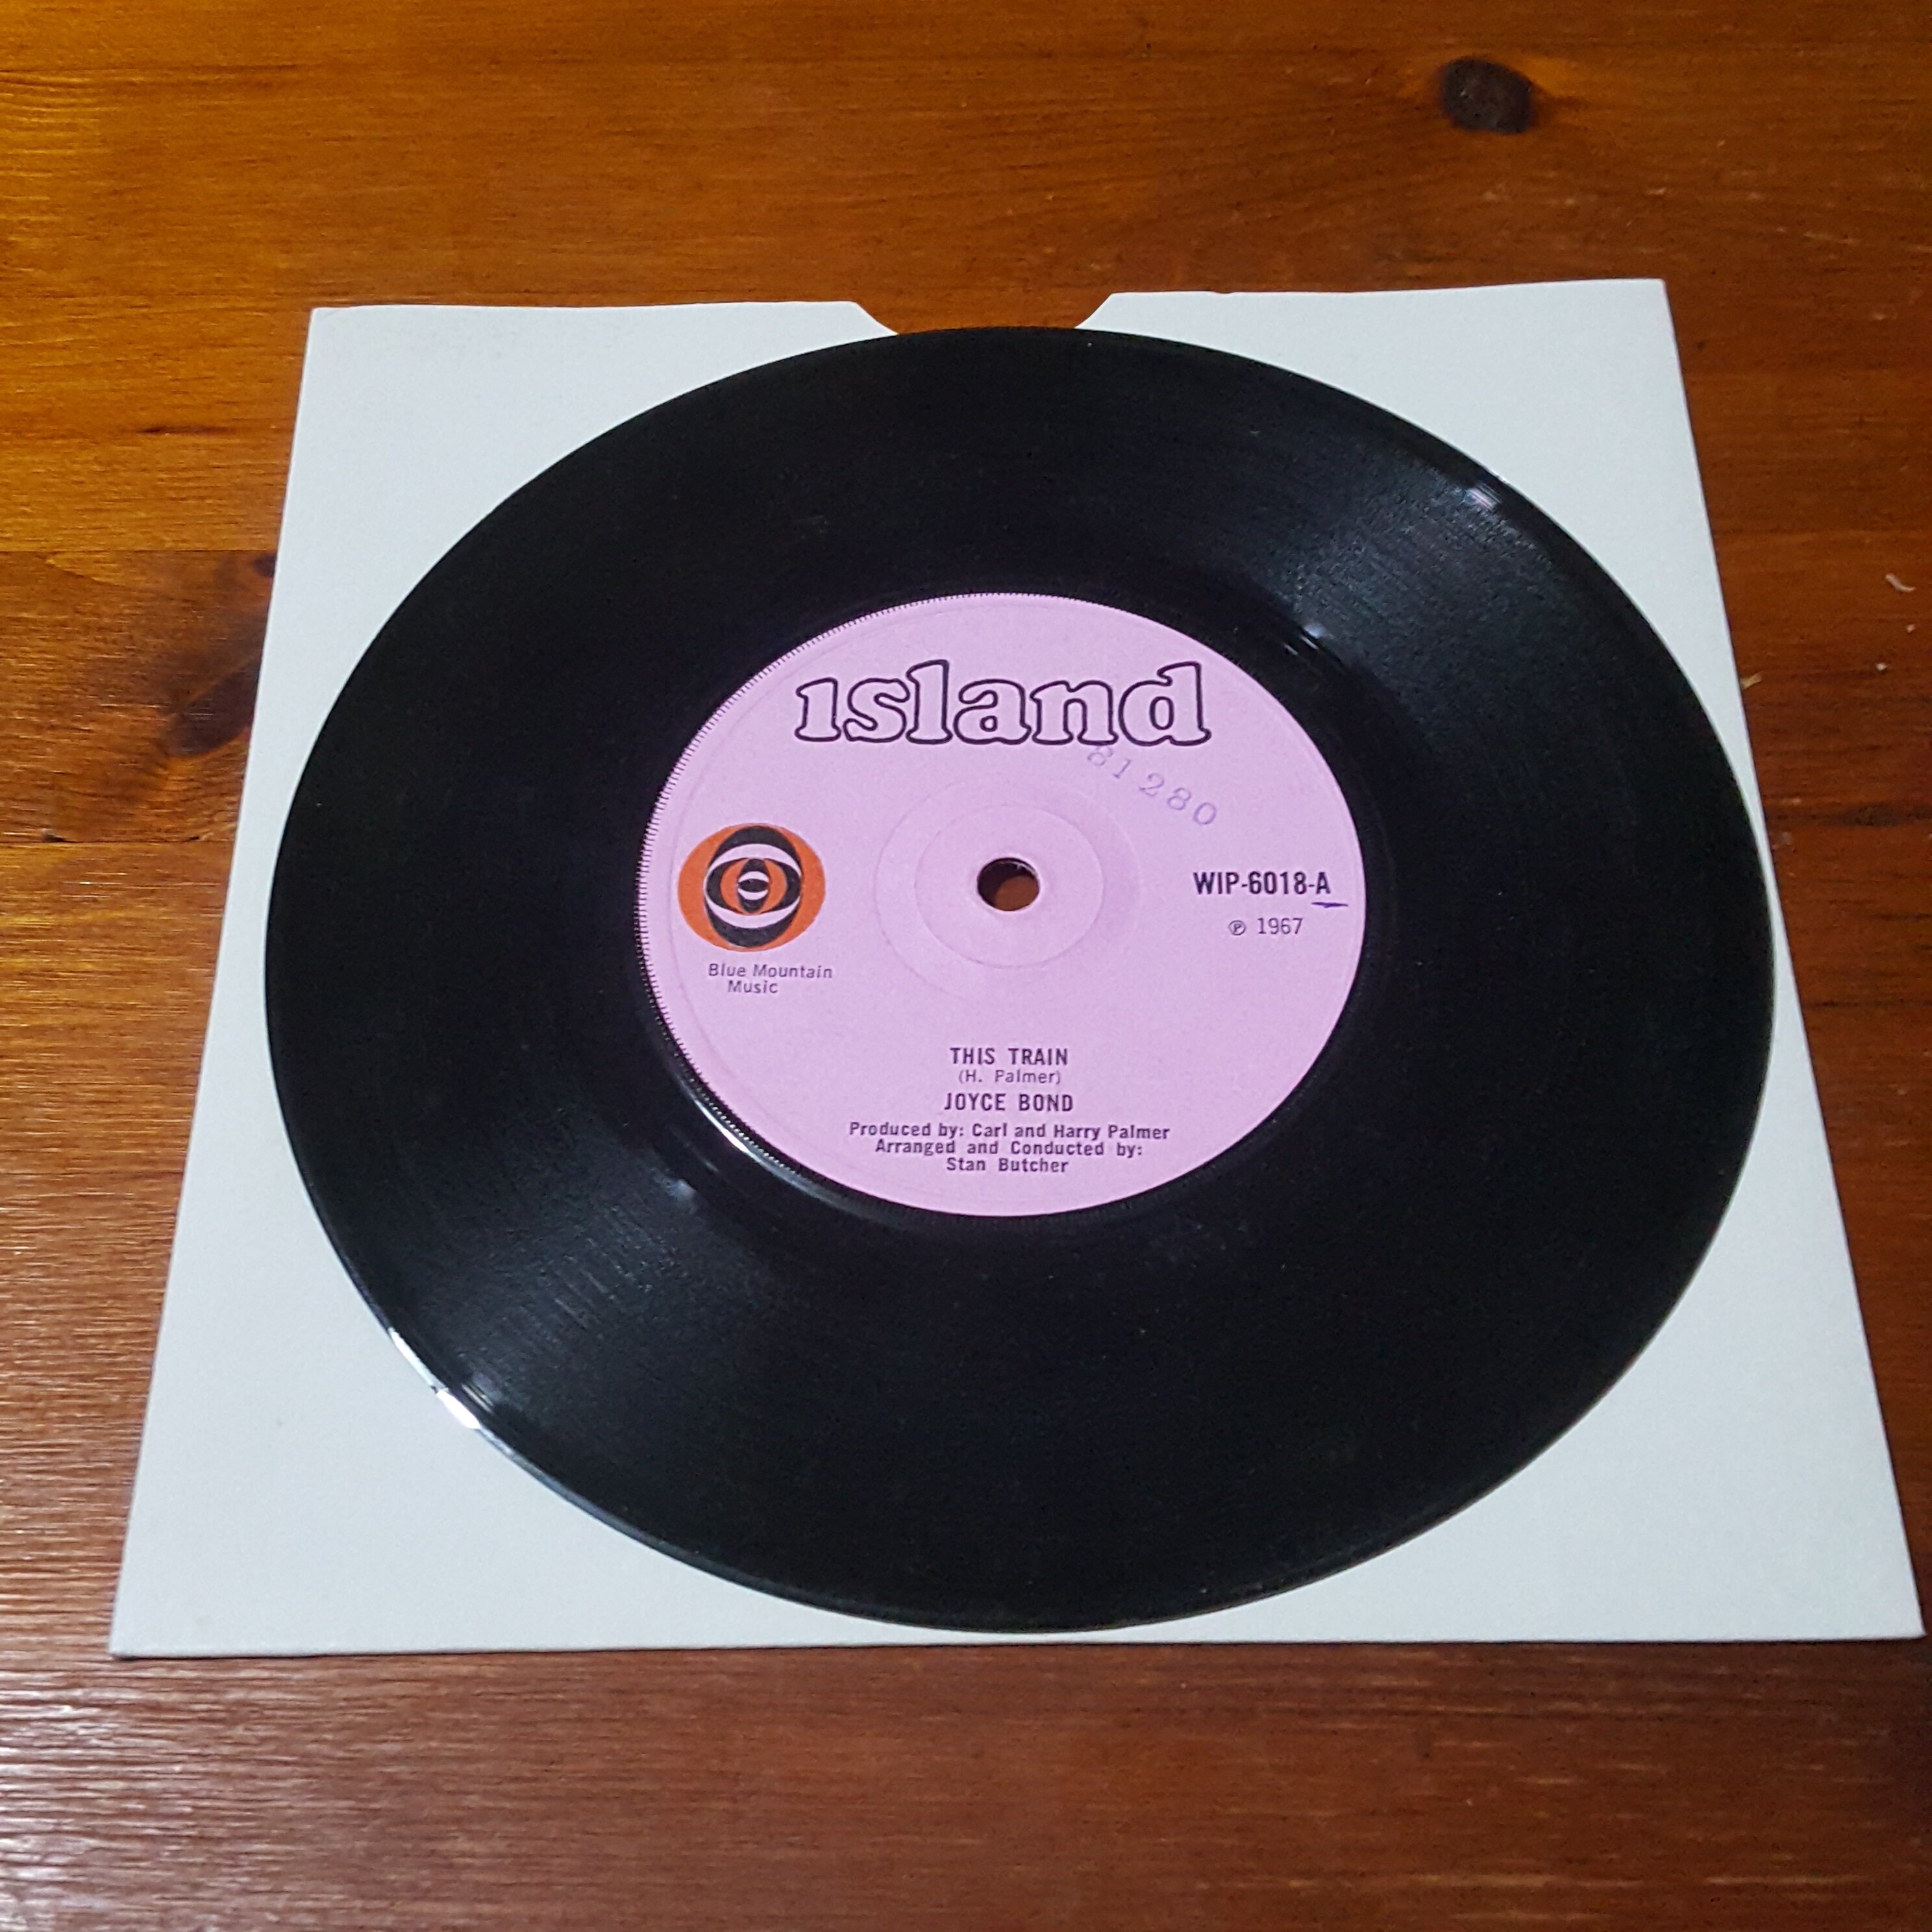 ısland
81280
WIP-6018-A
℗ 1967
Blue Mountain
Music
THIS TRAIN
(H. Palmer)
JOYCE BOND
Produced by: Carl and Harry Palmer
Arranged and Conducted by:
Stan Butcher